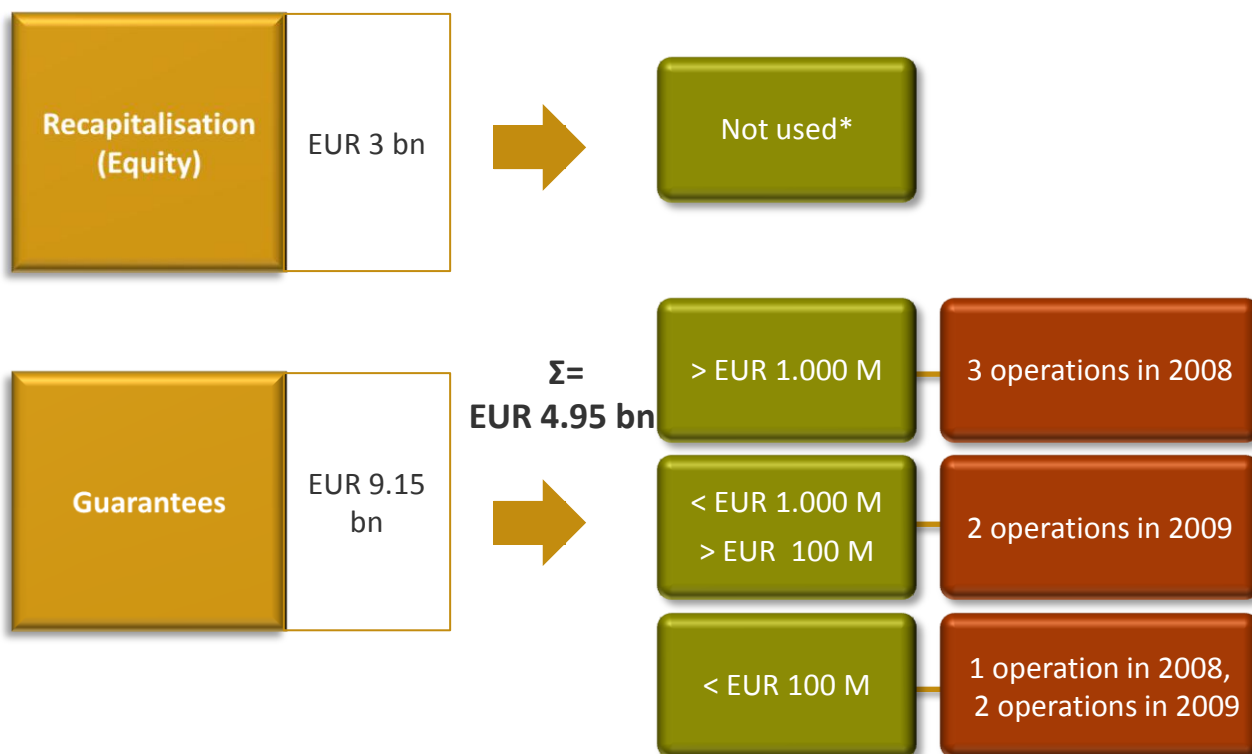 Recapitalisation
(Equity)
EUR 3 bn
Not used*
Guarantees
EUR 9.15
bn
Σ=
EUR 4.95 bn
> EUR 1.000 M
3 operations in 2008
< EUR 1.000 M
> EUR  100 M
2 operations in 2009
< EUR 100 M
1 operation in 2008,
2 operations in 2009